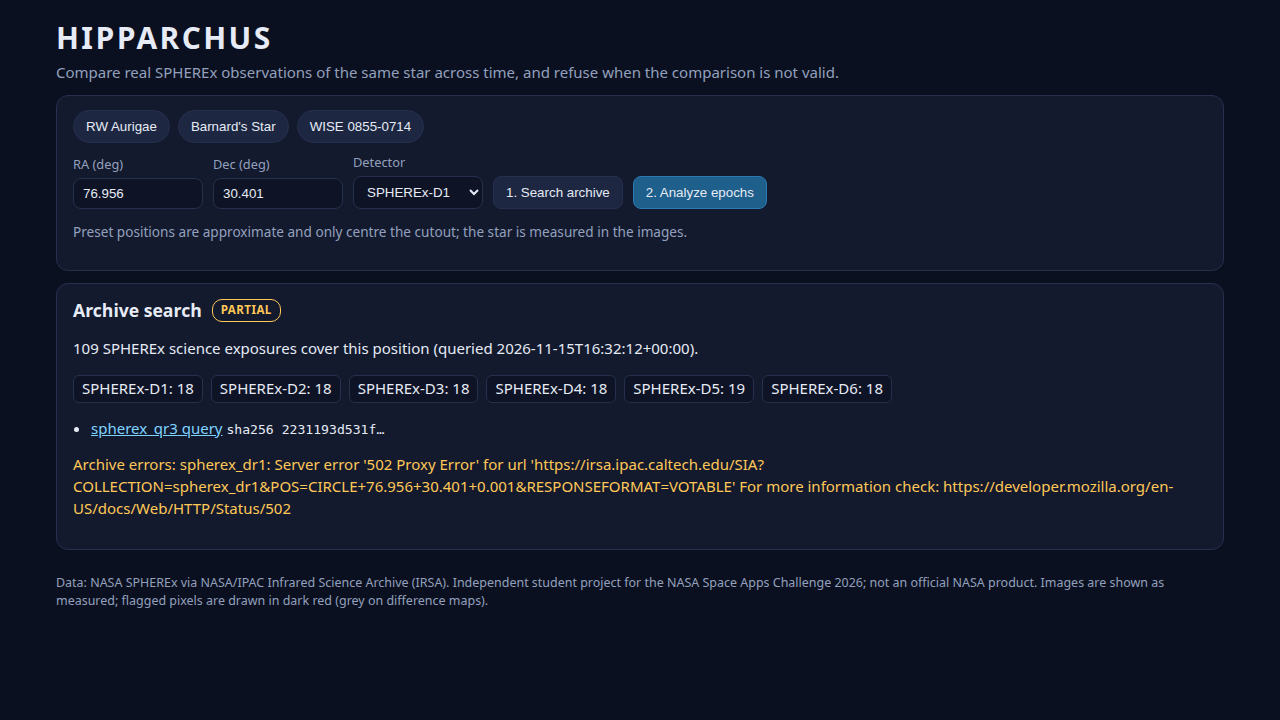 HIPPARCHUS
Compare real SPHEREx observations of the same star across time, and refuse when the comparison is not valid.
RW Aurigae
Barnard's Star
WISE 0855-0714
RA (deg)
Dec (deg)
Detector
76.956
30.401
SPHEREx-D1
1. Search archive
2. Analyze epochs
Preset positions are approximate and only centre the cutout; the star is measured in the images.
Archive search
PARTIAL
109 SPHEREx science exposures cover this position (queried 2026-11-15T16:32:12+00:00).
SPHEREx-D1: 18
SPHEREx-D2: 18
SPHEREx-D3: 18
SPHEREx-D4: 18
SPHEREx-D5: 19
SPHEREx-D6: 18
spherex_qr3 query sha256 2231193d531f…
Archive errors: spherex_dr1: Server error '502 Proxy Error' for url 'https://irsa.ipac.caltech.edu/SIA?
COLLECTION=spherex_dr1&POS=CIRCLE+76.956+30.401+0.001&RESPONSEFORMAT=VOTABLE' For more information check: https://developer.mozilla.org/en-
US/docs/Web/HTTP/Status/502
Data: NASA SPHEREx via NASA/IPAC Infrared Science Archive (IRSA). Independent student project for the NASA Space Apps Challenge 2026; not an official NASA product. Images are shown as
measured; flagged pixels are drawn in dark red (grey on difference maps).